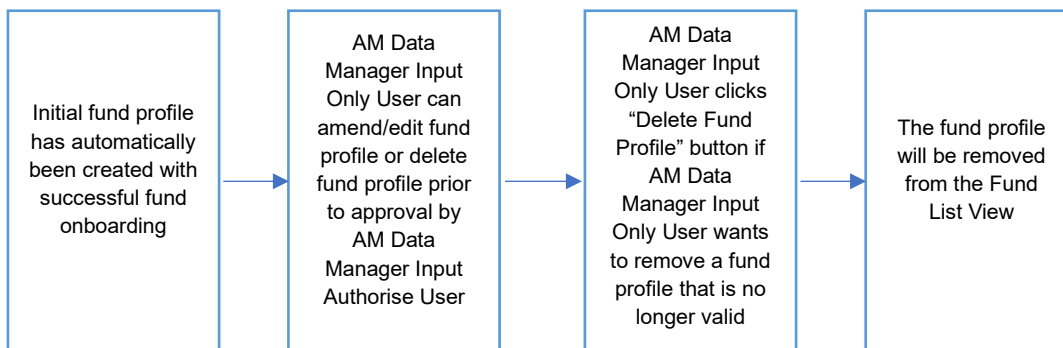 Initial fund profile
has automatically
been created with
successful fund
onboarding
AM Data
Manager Input
Only User can
amend/edit fund
profile or delete
fund profile prior
to approval by
AM Data
Manager Input
Authorise User
AM Data
Manager Input
Only User clicks
“Delete Fund
Profile” button if
AM Data
Manager Input
Only User wants
to remove a fund
profile that is no
longer valid
The fund profile
will be removed
from the Fund
List View